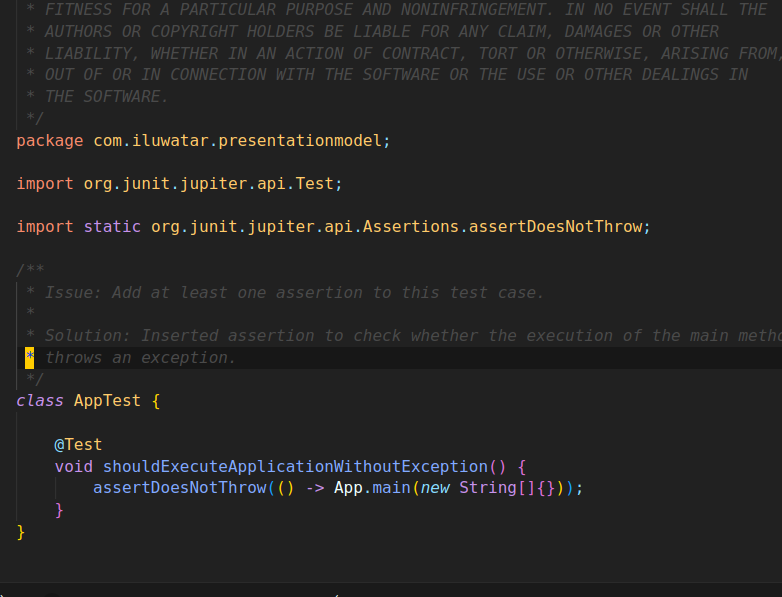 * FITNESS FOR A PARTICULAR PURPOSE AND NONINFRINGEMENT. IN NO EVENT SHALL THE
* AUTHORS OR COPYRIGHT HOLDERS BE LIABLE FOR ANY CLAIM, DAMAGES OR OTHER
* LIABILITY, WHETHER IN AN ACTION OF CONTRACT, TORT OR OTHERWISE, ARISING FROM,
* OUT OF OR IN CONNECTION WITH THE SOFTWARE OR THE USE OR OTHER DEALINGS IN
* THE SOFTWARE.
*/
package com.iluwatar.presentationmodel;
import org.junit.jupiter.api.Test;
import static org.junit.jupiter.api.Assertions.assertDoesNotThrow;
/**
* Issue: Add at least one assertion to this test case.
*
* Solution: Inserted assertion to check whether the execution of the main metho
* throws an exception.
*/
class AppTest {
@Test
void shouldExecuteApplicationWithoutException() {
assertDoesNotThrow(() -> App.main(new String[]{}));
}
}